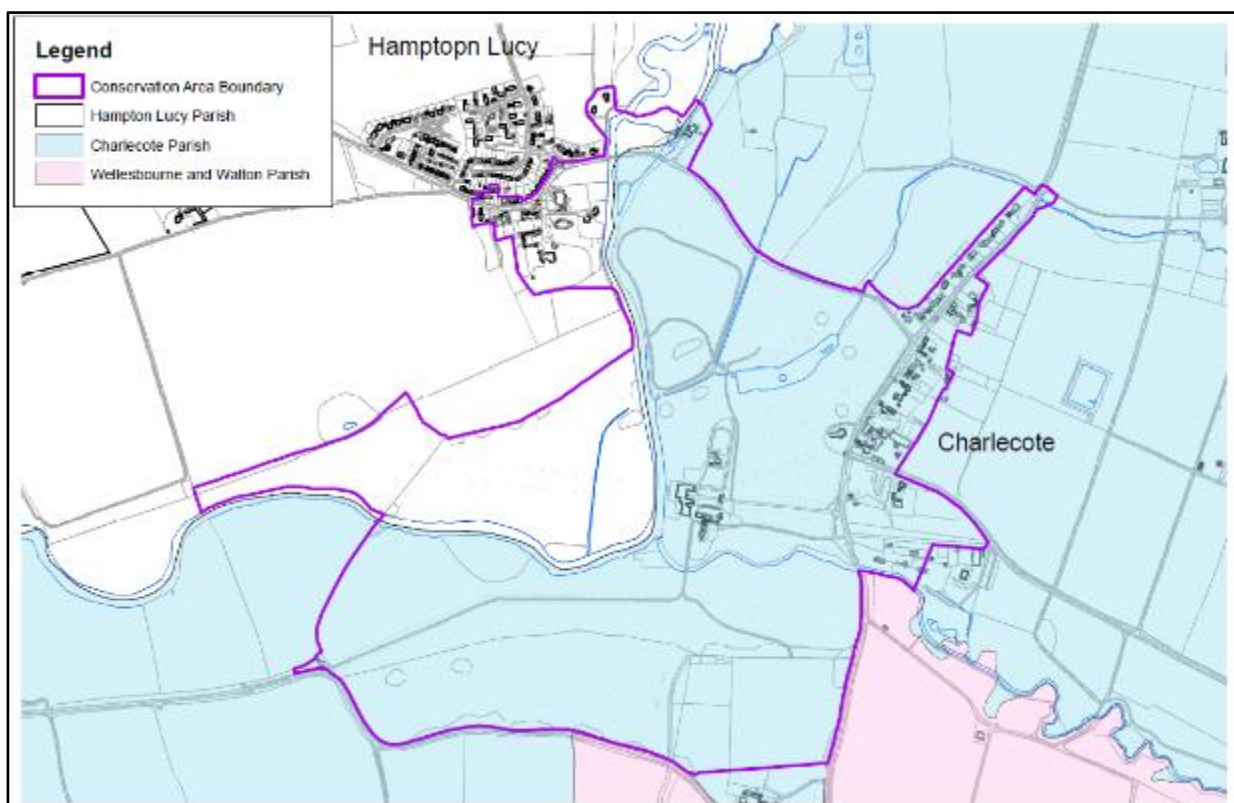 Legend
Conservation Area Boundary
Hampton Lucy Parish
Charlecote Parish
Wellesbourne and Walton Parish
Hamptopn Lucy
Charlecote